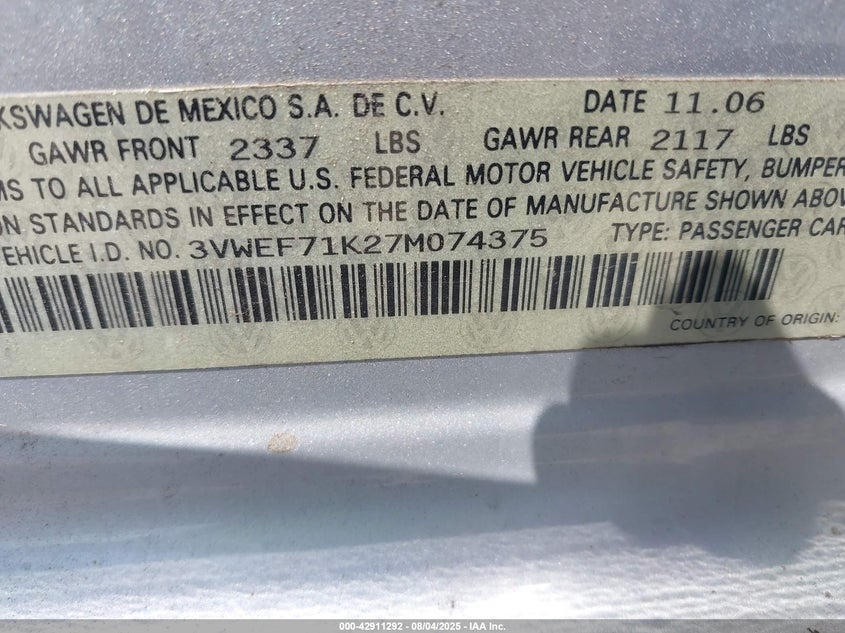 KSWAGEN DE MEXICO S.A. DE C.V. DATE 11.06
GAWR FRONT 2337 LBS GAWR REAR 2117 LBS
MS TO ALL APPLICABLE U.S. FEDERAL MOTOR VEHICLE SAFETY, BUMPER
ON STANDARDS IN EFFECT ON THE DATE OF MANUFACTURE SHOWN ABOV
EHICLE I.D. NO. 3VWEF71K27M074375 TYPE: PASSENGER CAR
COUNTRY OF ORIGIN:
000-42911292 - 08/04/2025 - IAA Inc.